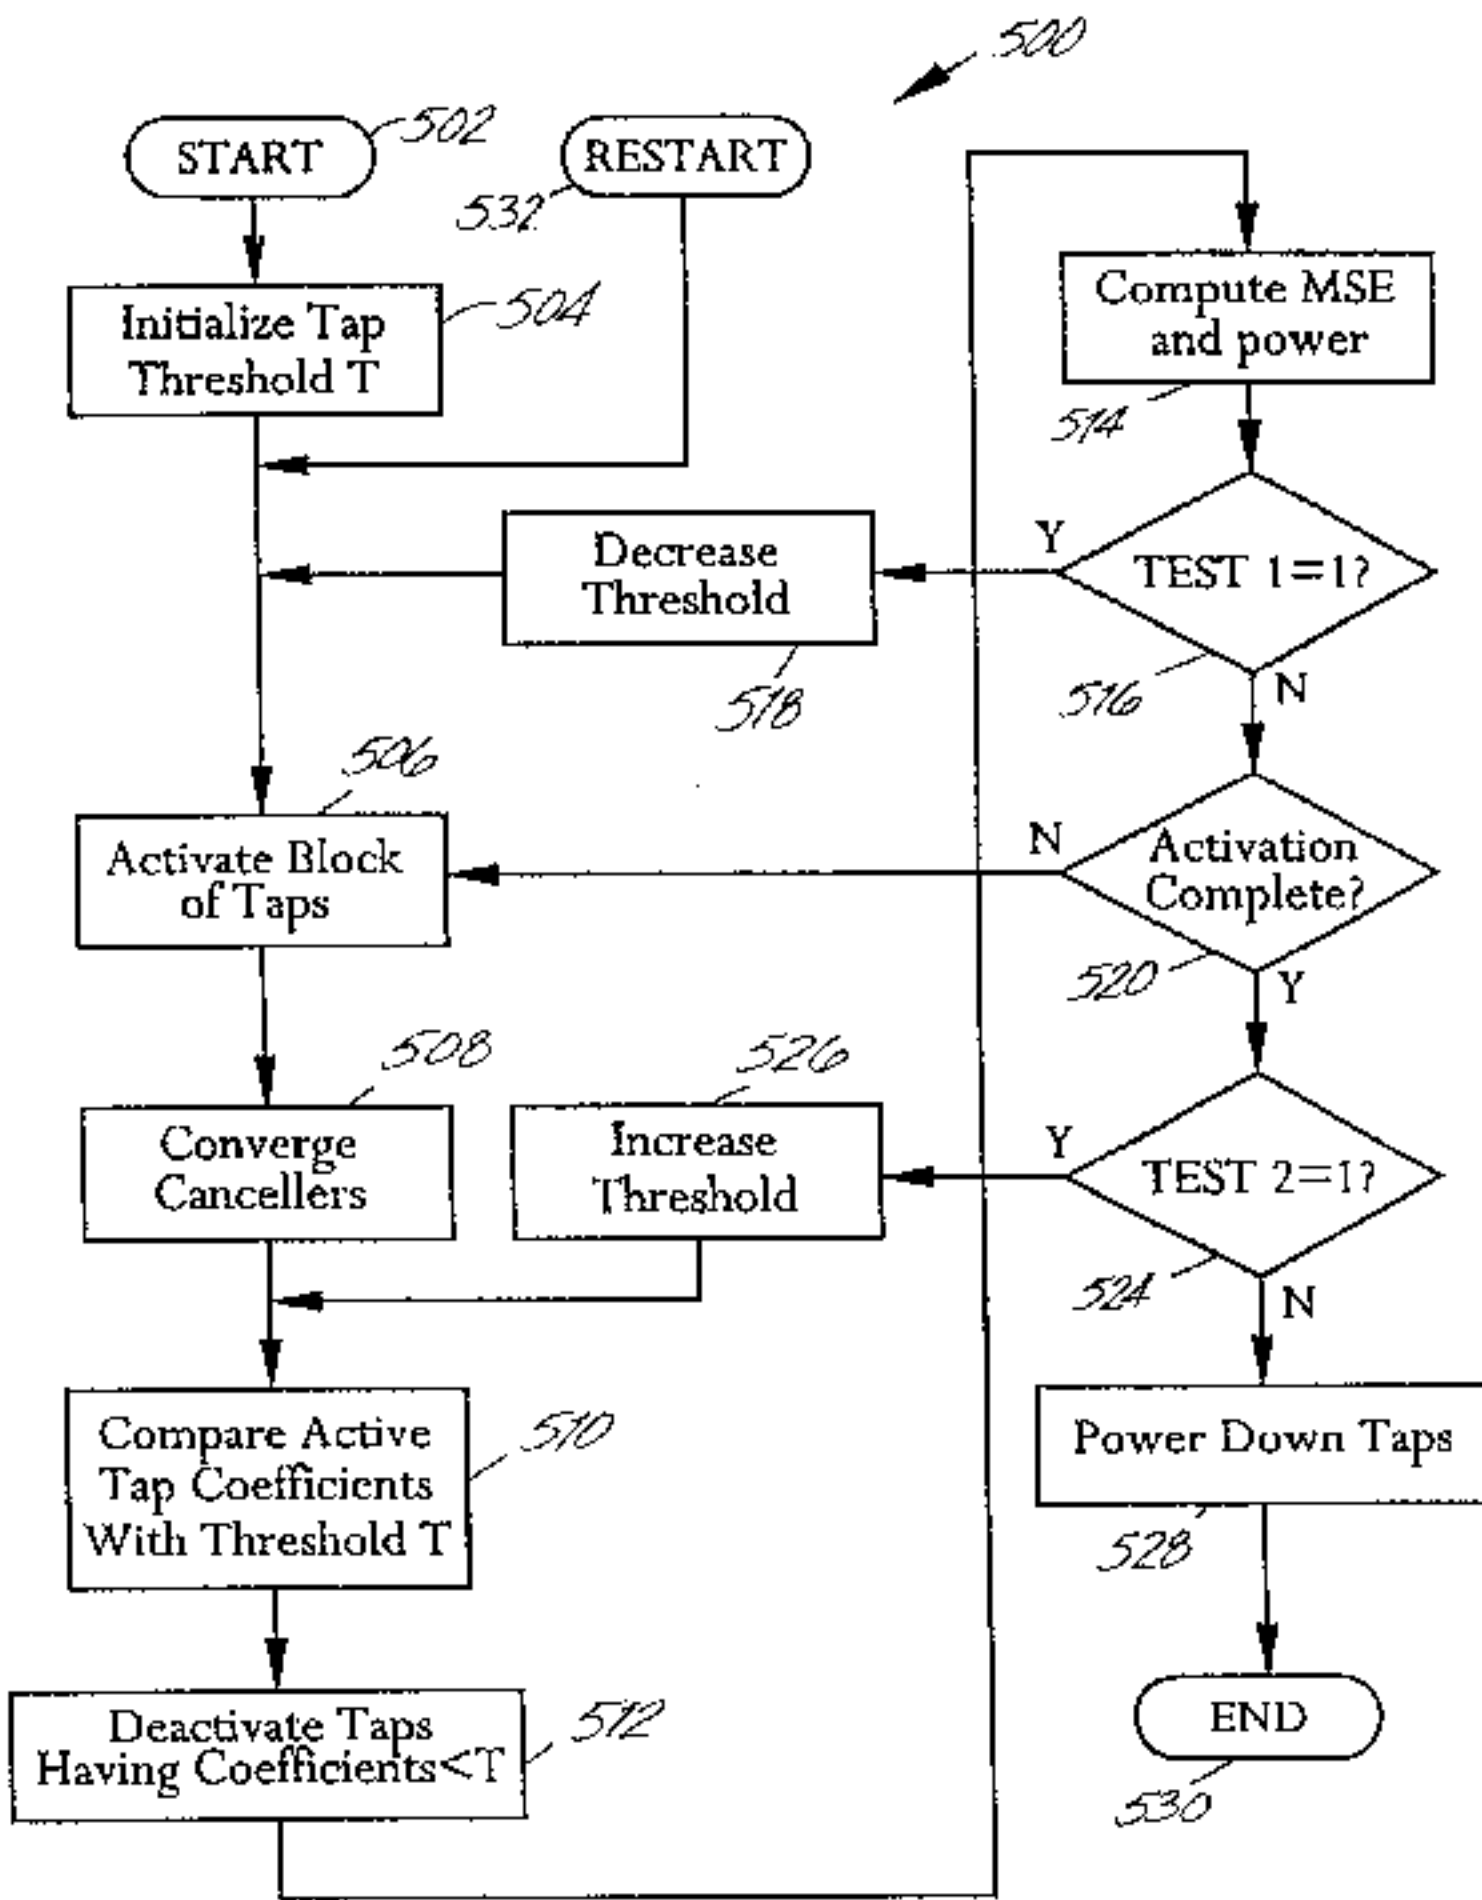 500
START
502
RESTART
532
Initialize Tap
Threshold T
504
Compute MSE
and power
514
Decrease
Threshold
518
Y
TEST 1=1?
516
N
506
Activate Block
of Taps
N
Activation
Complete?
520
Y
508
Converge
Cancellers
526
Increase
Threshold
Y
TEST 2=1?
524
N
Compare Active
Tap Coefficients
With Threshold T
510
Power Down Taps
528
Deactivate Taps
Having Coefficients<T
512
END
530